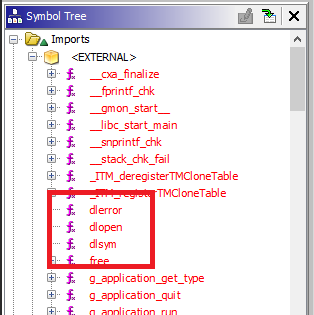 Symbol Tree
Imports
<EXTERNAL>
__cxa_finalize
__fprintf_chk
__gmon_start__
__libc_start_main
__snprintf_chk
__stack_chk_fail
_ITM_deregisterTMCloneTable
_ITM_registerTMCloneTable
dlerror
dlopen
dlsym
free
g_application_get_type
g_application_quit
g_application_run